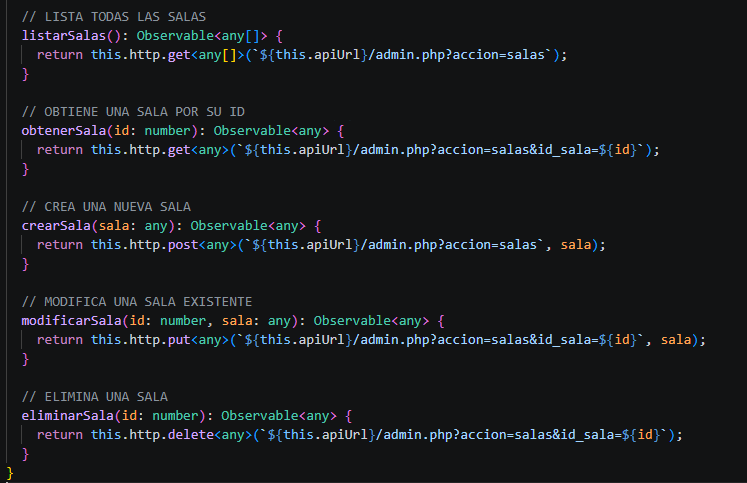 // LISTA TODAS LAS SALAS
listarSalas(): Observable<any[]> {
return this.http.get<any[]>(`${this.apiUrl}/admin.php?accion=salas`);
}
// OBTIENE UNA SALA POR SU ID
obtenerSala(id: number): Observable<any> {
return this.http.get<any>(`${this.apiUrl}/admin.php?accion=salas&id_sala=${id}`);
}
// CREA UNA NUEVA SALA
crearSala(sala: any): Observable<any> {
return this.http.post<any>(`${this.apiUrl}/admin.php?accion=salas`, sala);
}
// MODIFICA UNA SALA EXISTENTE
modificarSala(id: number, sala: any): Observable<any> {
return this.http.put<any>(`${this.apiUrl}/admin.php?accion=salas&id_sala=${id}`, sala);
}
// ELIMINA UNA SALA
eliminarSala(id: number): Observable<any> {
return this.http.delete<any>(`${this.apiUrl}/admin.php?accion=salas&id_sala=${id}`);
}
}